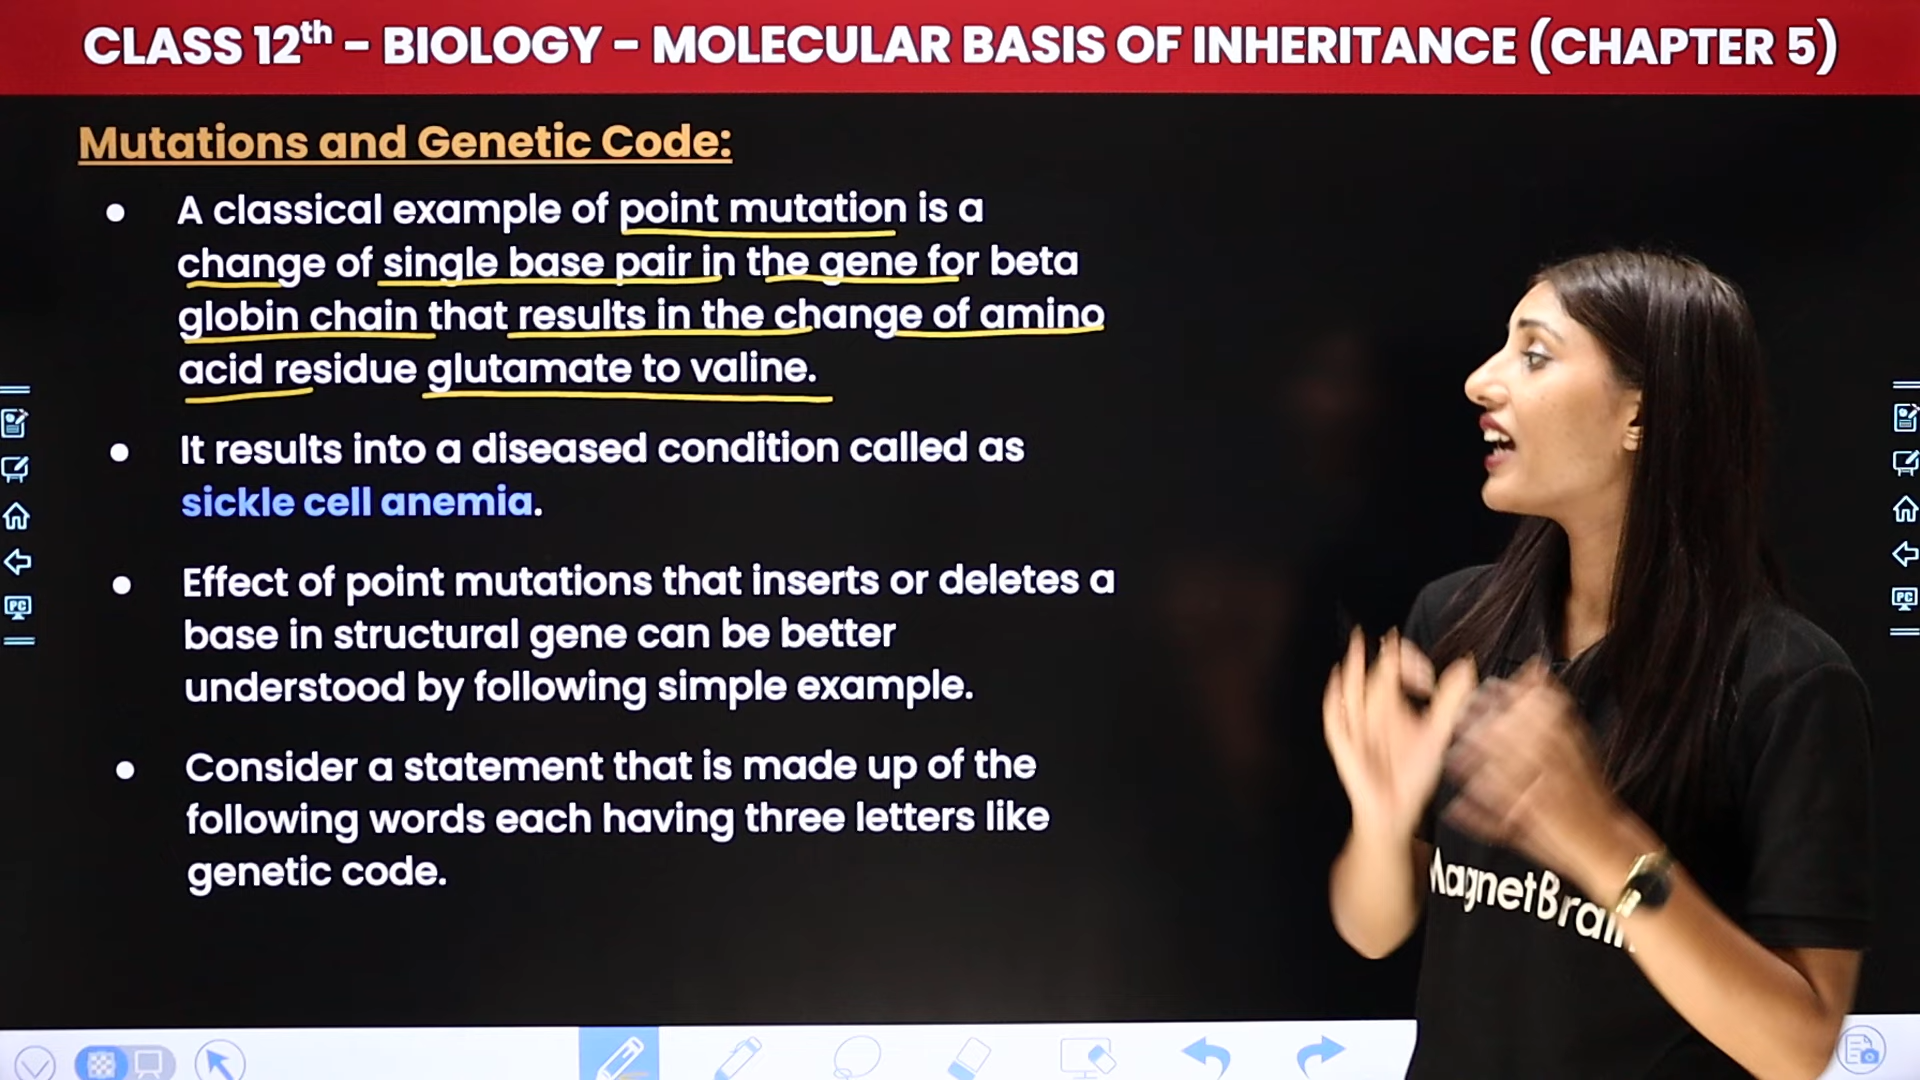 CLASS 12th – BIOLOGY – MOLECULAR BASIS OF INHERITANCE (CHAPTER 5)
Mutations and Genetic Code:
● A classical example of point mutation is a
change of single base pair in the gene for beta
globin chain that results in the change of amino
acid residue glutamate to valine.
● It results into a diseased condition called as
sickle cell anemia.
● Effect of point mutations that inserts or deletes a
base in structural gene can be better
understood by following simple example.
● Consider a statement that is made up of the
following words each having three letters like
genetic code.
MagnetBrain
PC
PC